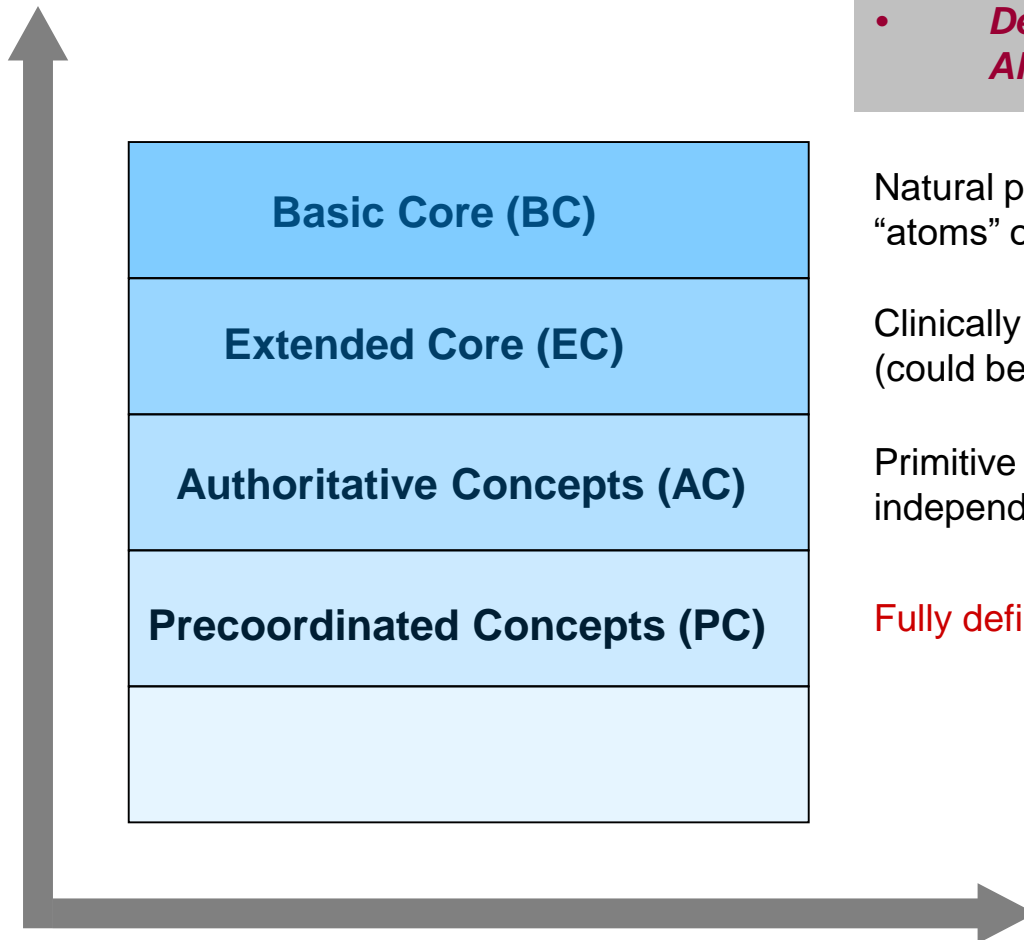 • De
Basic Core (BC)
Natural p
“atoms”
Extended Core (EC)
Clinically
(could be
Authoritative Concepts (AC)
Primitive
independ
Precoordinated Concepts (PC)
Fully defi